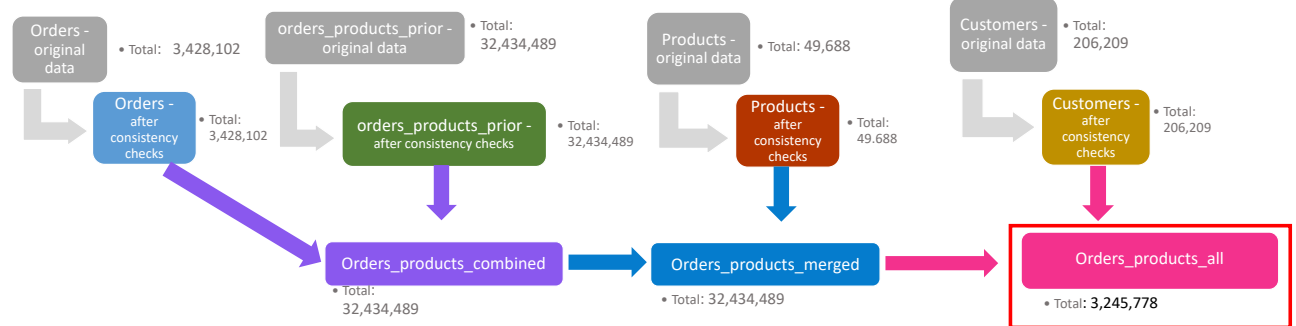 Orders -
original
data
• Total: 3,428,102
orders_products_prior -
original data
• Total:
32,434,489
Products -
original data
• Total: 49,688
Customers -
original data
• Total:
206,209
Orders -
after
consistency
checks
• Total:
3,428,102
orders_products_prior -
after consistency checks
• Total:
32,434,489
Products -
after
consistency
checks
• Total:
49.688
Customers -
after
consistency
checks
• Total:
206,209
Orders_products_combined
• Total:
32,434,489
Orders_products_merged
• Total: 32,434,489
Orders_products_all
• Total: 3,245,778